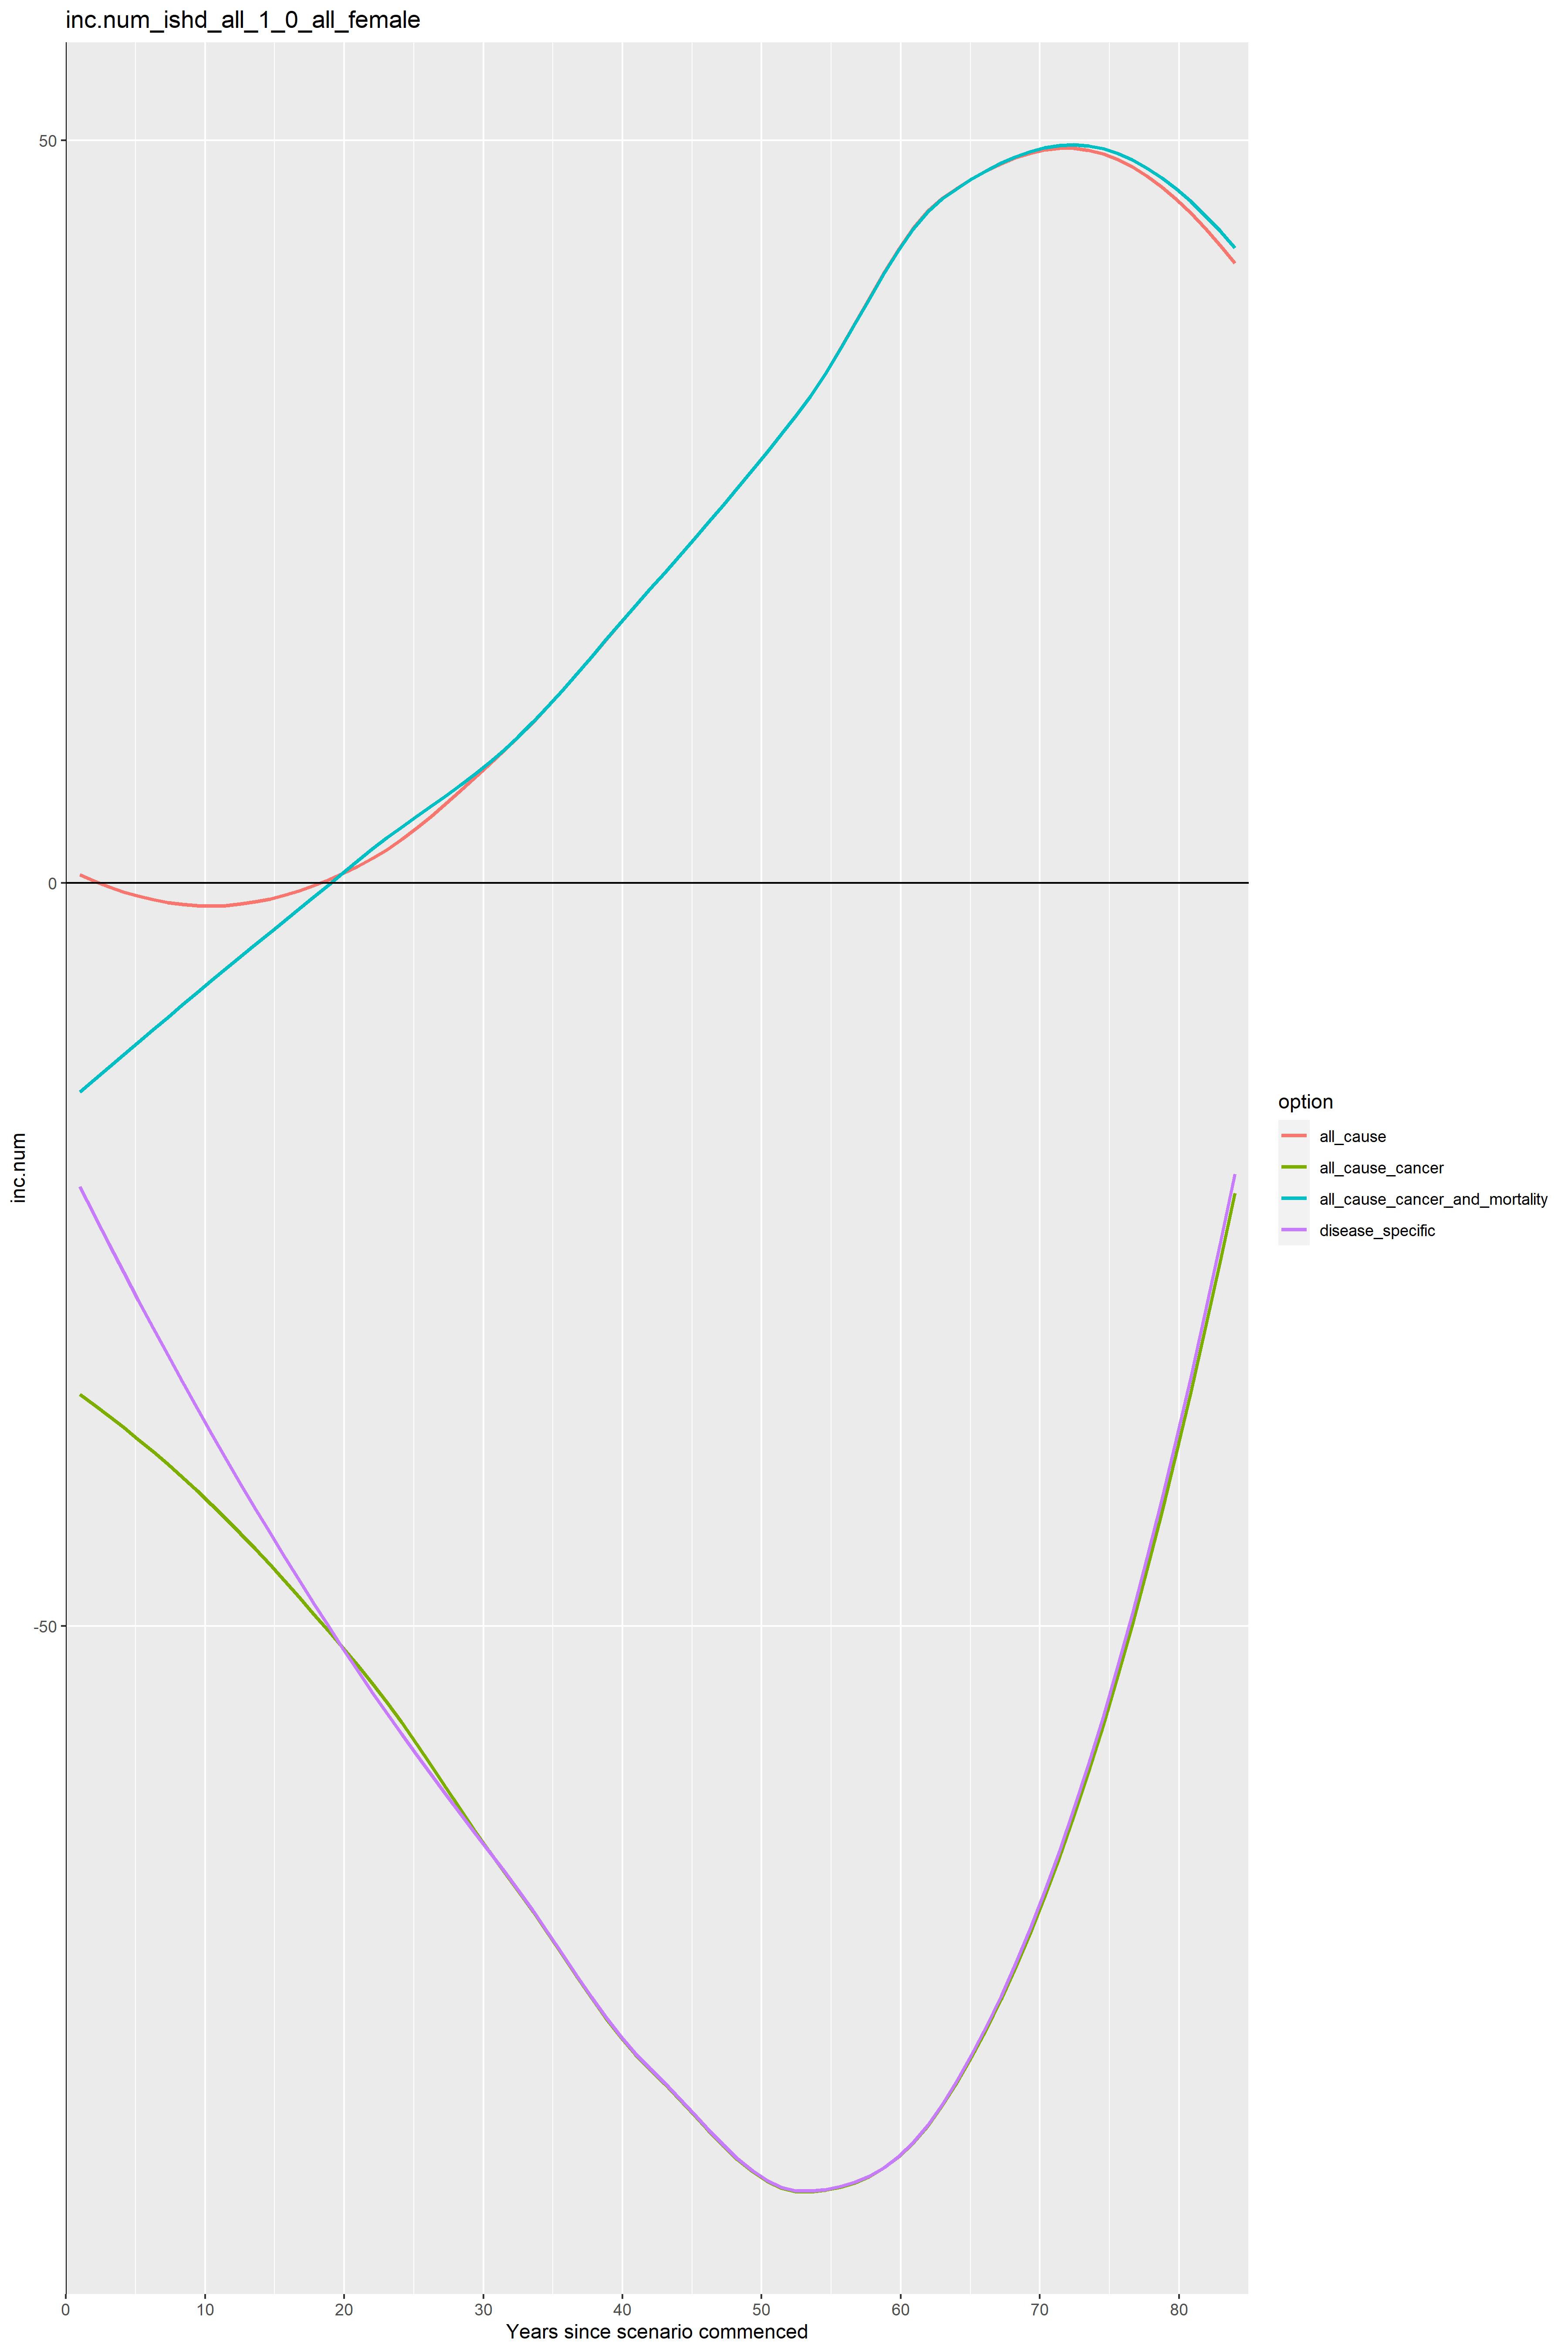 inc.num_ishd_all_1_0_all_female
50
0
-50
inc.num
0 10 20 30 40 50 60 70 80
Years since scenario commenced
option
all_cause
all_cause_cancer
all_cause_cancer_and_mortality
disease_specific